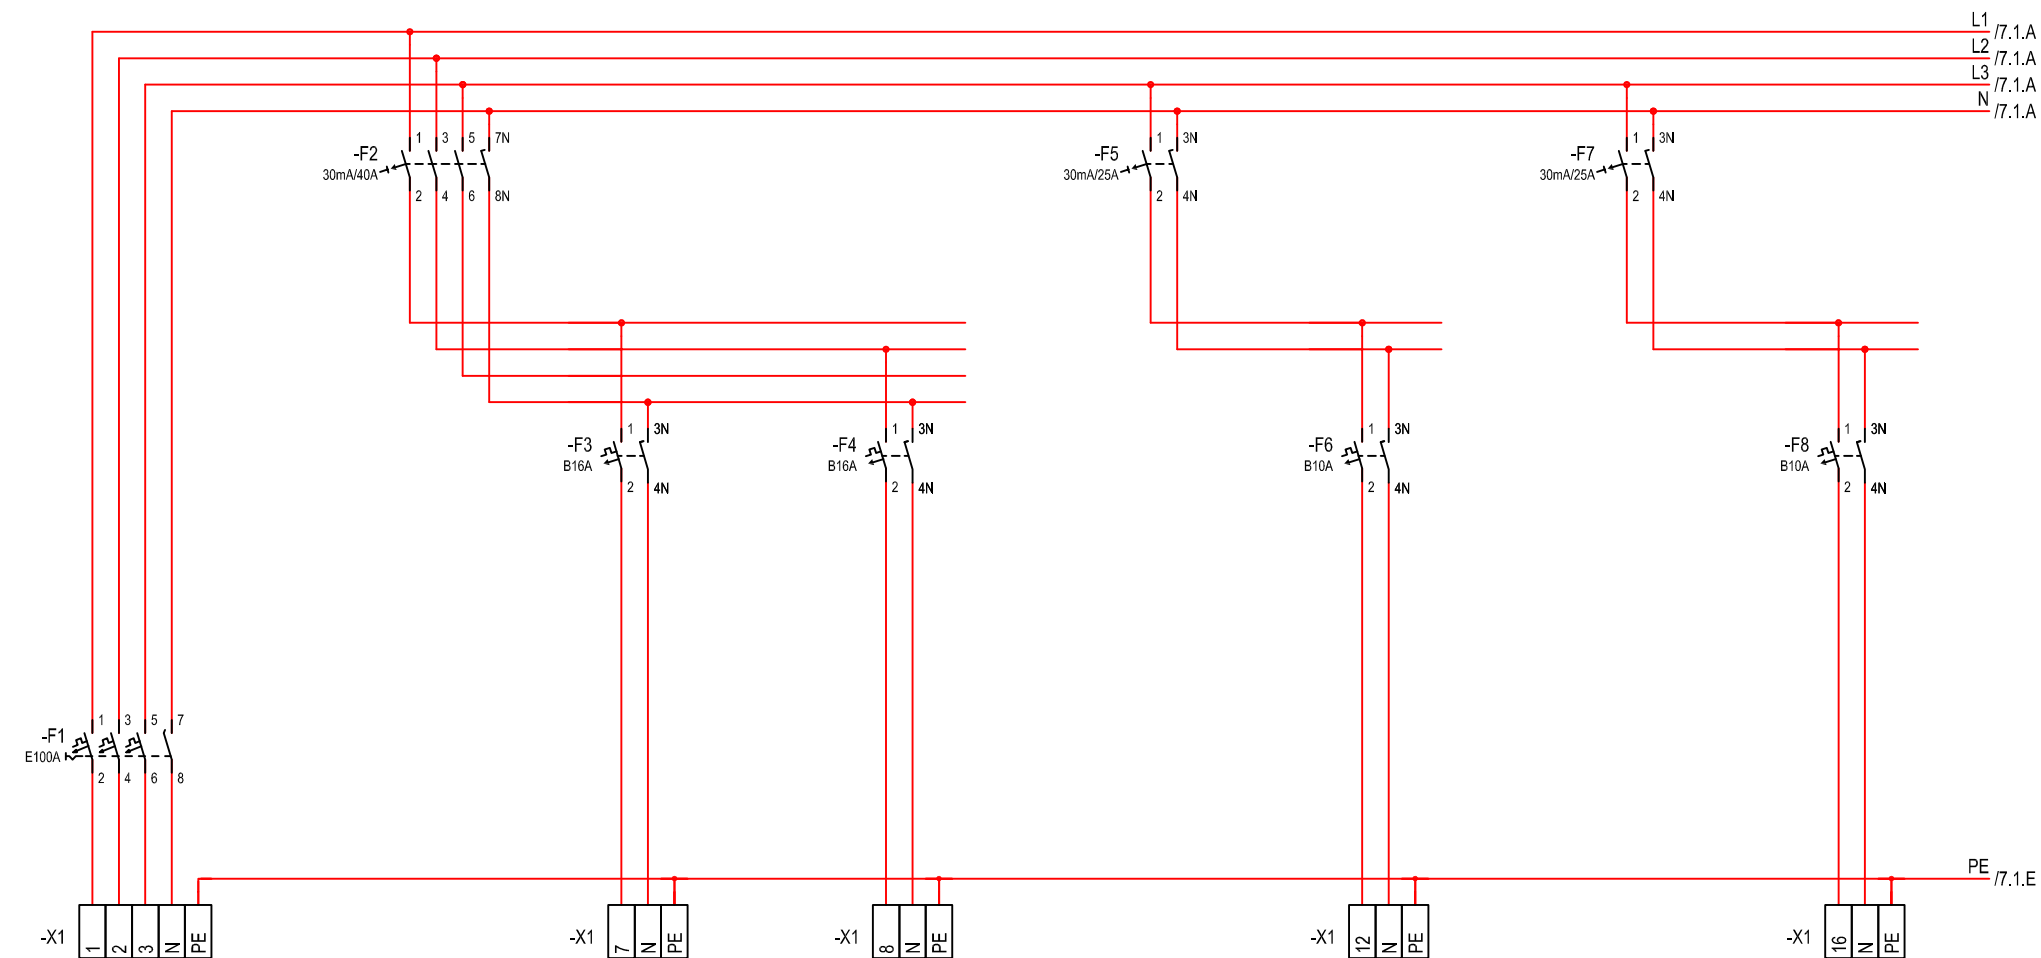 L1
/7.1.A
L2
/7.1.A
L3
/7.1.A
N
/7.1.A
-F2
30mA/40A
1 3 5 7N
2 4 6 8N
-F5
30mA/25A
1 3N
2 4N
-F7
30mA/25A
1 3N
2 4N
-F3
B16A
1 3N
2 4N
-F4
B16A
1 3N
2 4N
-F6
B10A
1 3N
2 4N
-F8
B10A
1 3N
2 4N
-F1
E100A
1 3 5 7
2 4 6 8
PE
/7.1.E
-X1 1 2 3 N PE
-X1 7 N PE
-X1 8 N PE
-X1 12 N PE
-X1 16 N PE